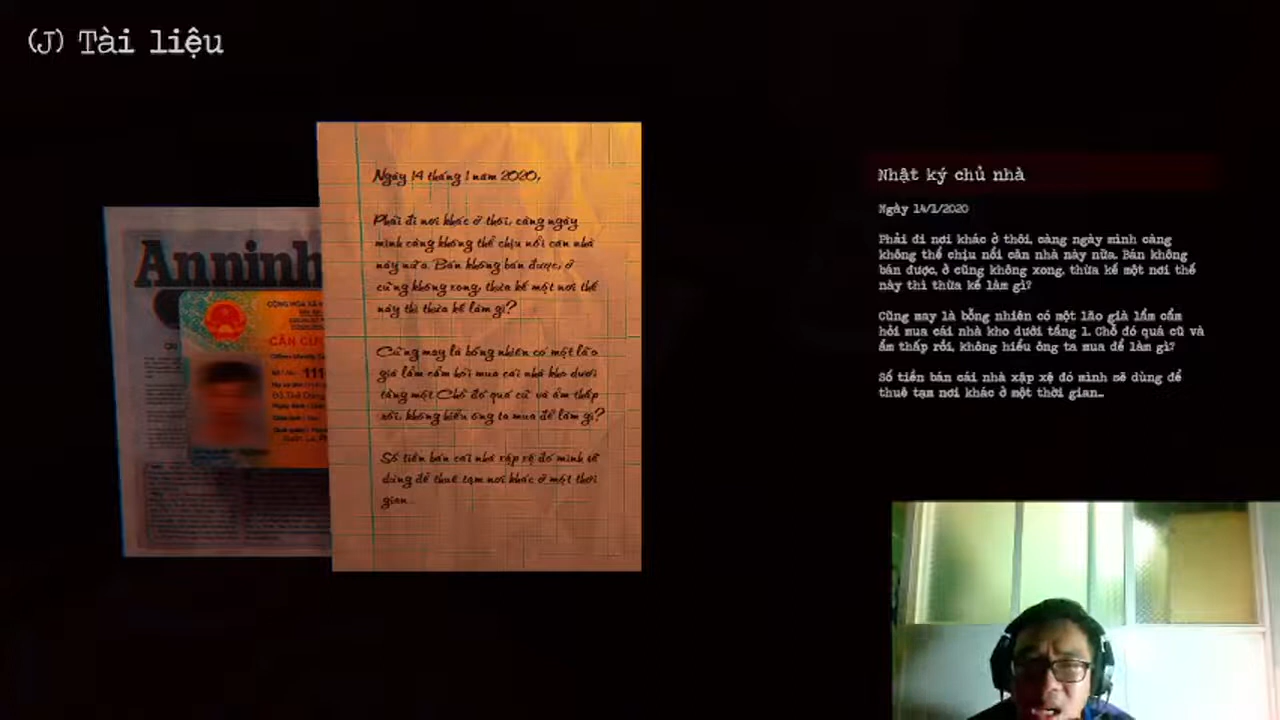 (J) Tài liệu
An ninh
CỘNG HÒA XÃ H
CĂN CƯỚ
111
Ngày 14 tháng 1 năm 2020,
Phải đi nơi khác ở thôi, càng ngày
mình càng không thể chịu nổi căn nhà
này nữa. Bán không bán được, ở
cũng không xong, thừa kế một nơi thế
này thì thừa kế làm gì?
Cũng may là bỗng nhiên có một lão
già lẩm cẩm hỏi mua cái nhà kho dưới
tầng một. Chỗ đó quá cũ và ẩm thấp
rồi, không hiểu ông ta mua để làm gì?
Số tiền bán cái nhà xập xệ đó mình sẽ
dùng để thuê tạm nơi khác ở một thời
gian...
Nhật ký chủ nhà
Ngày 14/1/2020
Phải đi nơi khác ở thôi, càng ngày mình càng
không thể chịu nổi căn nhà này nữa. Bán không
bán được, ở cũng không xong, thừa kế một nơi thế
này thì thừa kế làm gì?
Cũng may là bỗng nhiên có một lão già lẩm cẩm
hỏi mua cái nhà kho dưới tầng 1. Chỗ đó quá cũ và
ẩm thấp rồi, không hiểu ông ta mua để làm gì?
Số tiền bán cái nhà xập xệ đó mình sẽ dùng để
thuê tạm nơi khác ở một thời gian…